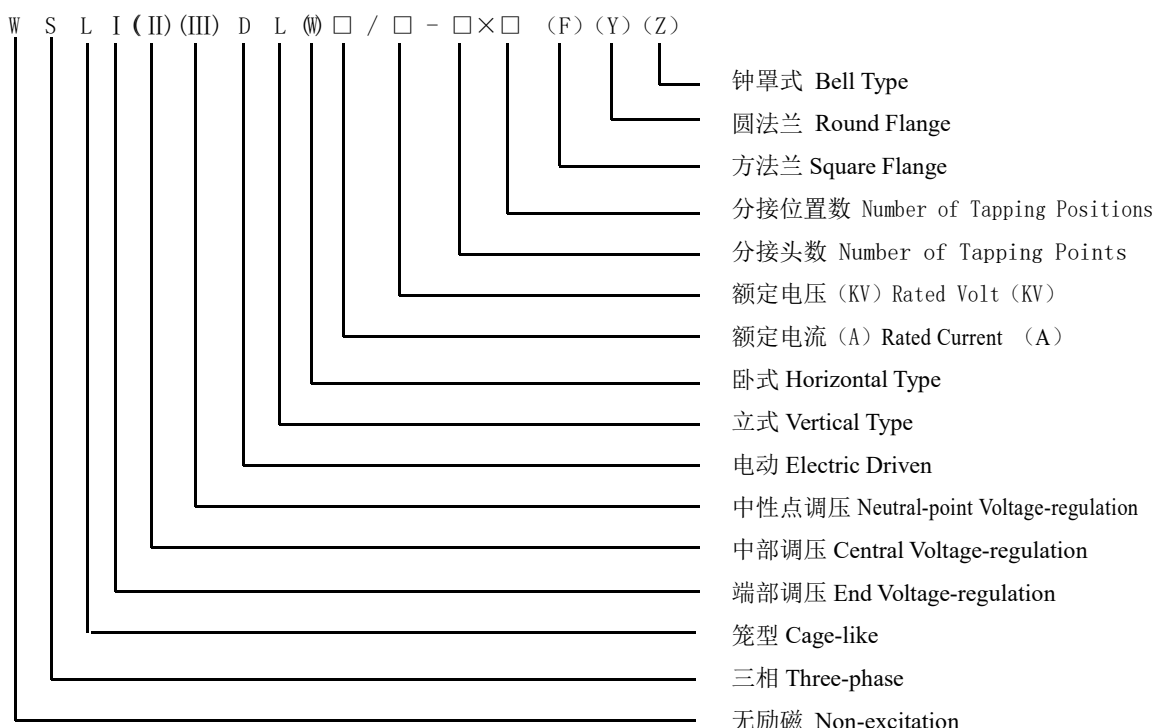 W S L I (II) (III) D L (W) □ / □ - □×□ (F) (Y) (Z)
钟罩式 Bell Type
圆法兰 Round Flange
方法兰 Square Flange
分接位置数 Number of Tapping Positions
分接头数 Number of Tapping Points
额定电压（KV）Rated Volt（KV）
额定电流（A）Rated Current （A）
卧式 Horizontal Type
立式 Vertical Type
电动 Electric Driven
中性点调压 Neutral-point Voltage-regulation
中部调压 Central Voltage-regulation
端部调压 End Voltage-regulation
笼型 Cage-like
三相 Three-phase
无励磁 Non-excitation